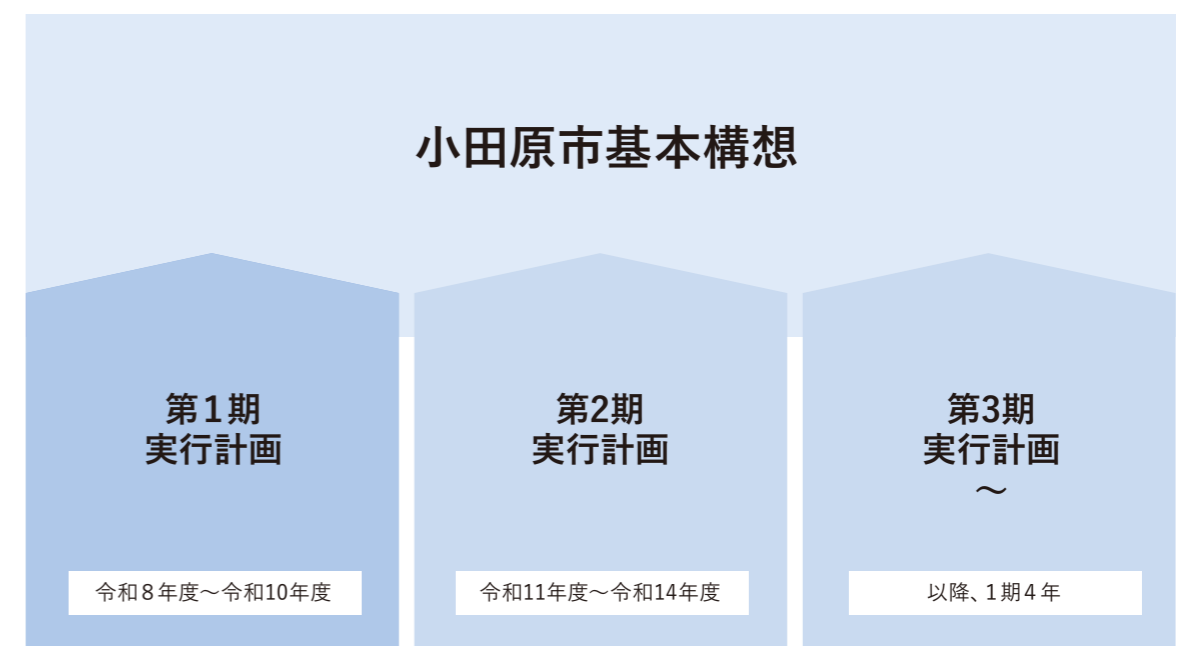 小田原市基本構想
第１期
実行計画
令和８年度～令和10年度
第2期
実行計画
令和11年度～令和14年度
第3期
実行計画
～
以降、１期４年